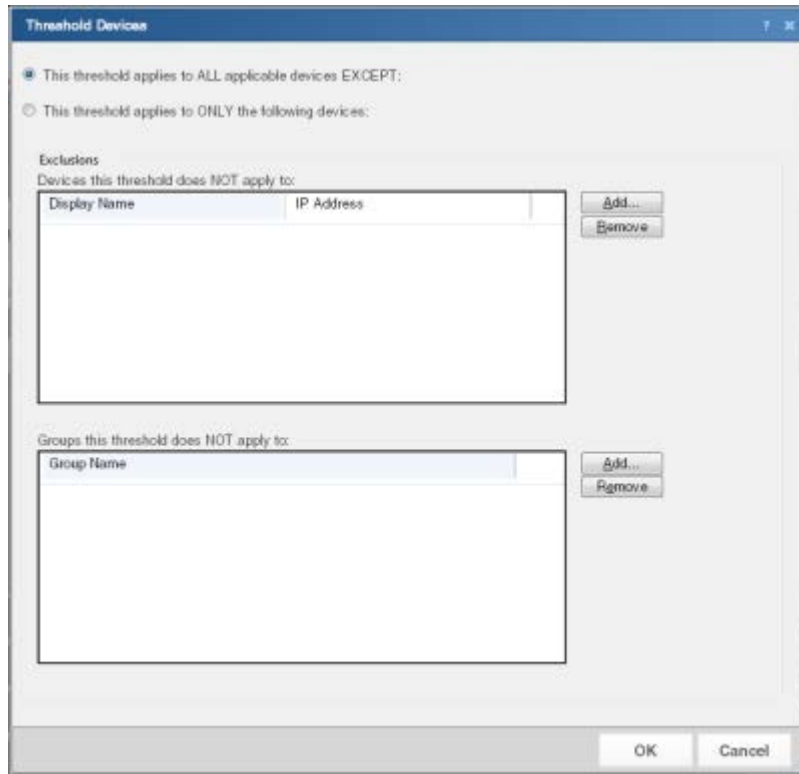 Threshold Devices ? ×
This threshold applies to ALL applicable devices EXCEPT:
This threshold applies to ONLY the following devices:
Exclusions
Devices this threshold does NOT apply to:
Display Name IP Address
Add...
Remove
Groups this threshold does NOT apply to:
Group Name
Add...
Remove
OK Cancel